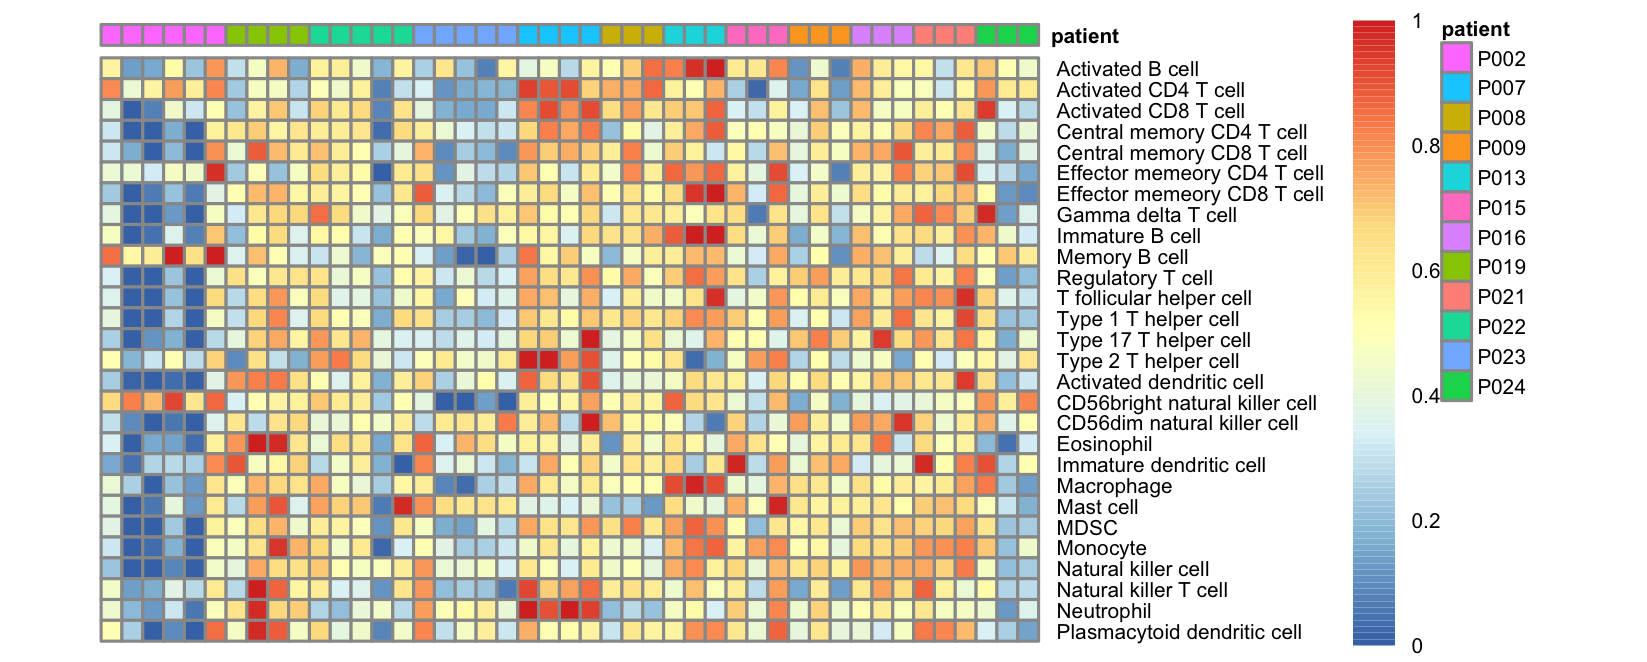 patient
Activated B cell
Activated CD4 T cell
Activated CD8 T cell
Central memory CD4 T cell
Central memory CD8 T cell
Effector memeory CD4 T cell
Effector memeory CD8 T cell
Gamma delta T cell
Immature B cell
Memory B cell
Regulatory T cell
T follicular helper cell
Type 1 T helper cell
Type 17 T helper cell
Type 2 T helper cell
Activated dendritic cell
CD56bright natural killer cell
CD56dim natural killer cell
Eosinophil
Immature dendritic cell
Macrophage
Mast cell
MDSC
Monocyte
Natural killer cell
Natural killer T cell
Neutrophil
Plasmacytoid dendritic cell
1
0.8
0.6
0.4
0.2
0
patient
P002
P007
P008
P009
P013
P015
P016
P019
P021
P022
P023
P024